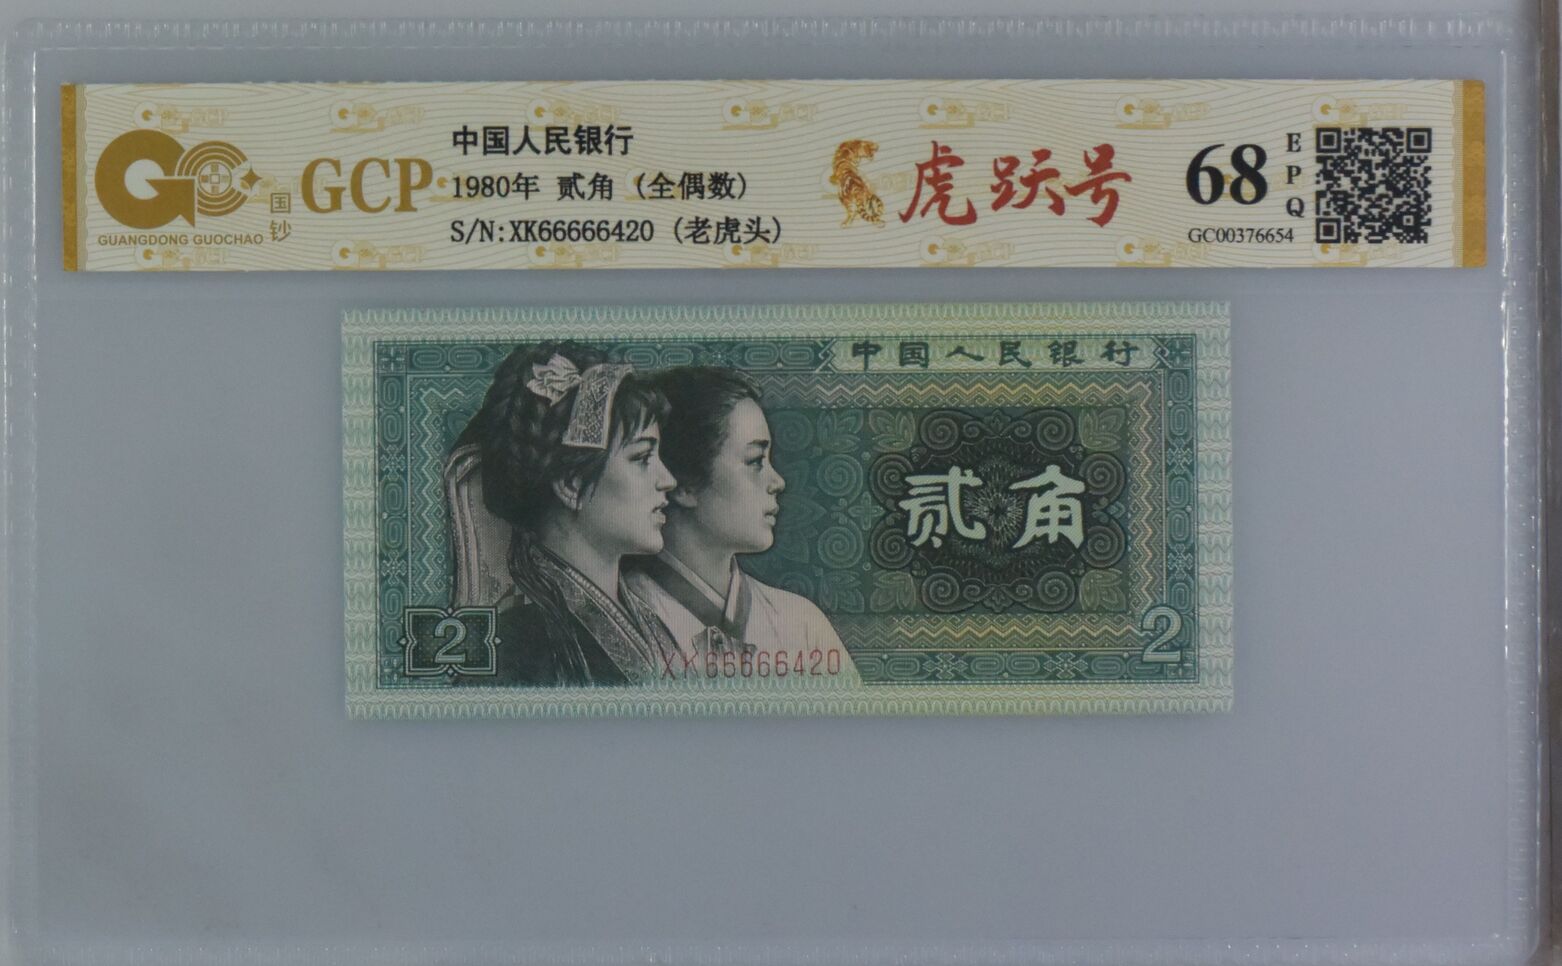 国钞
GCP
GUANGDONG GUOCHAO
中国人民银行
1980年 贰角 (全偶数)
S/N:XK66666420 (老虎头)
虎跃号
68
EPQ
GC00376654
中国人民银行
贰角
2
2
XK66666420